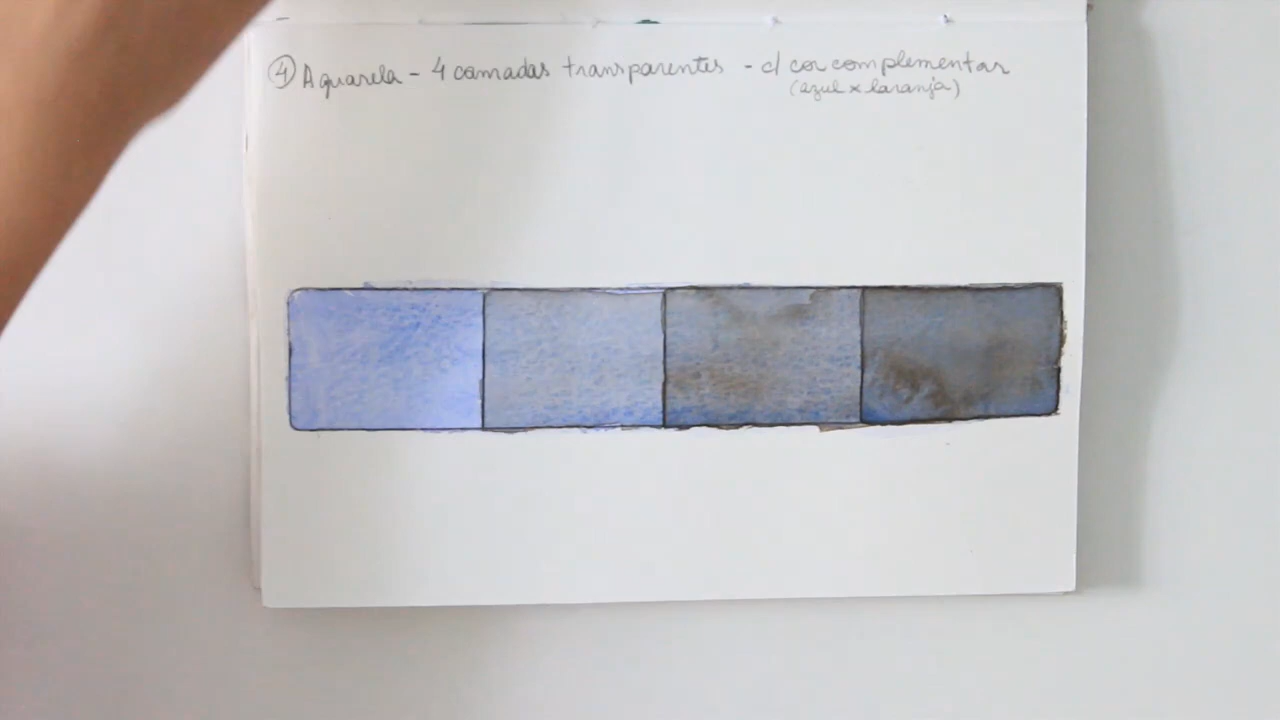 ④ Aquarela - 4 camadas transparentes - c/ cor complementar
(azul x laranja)